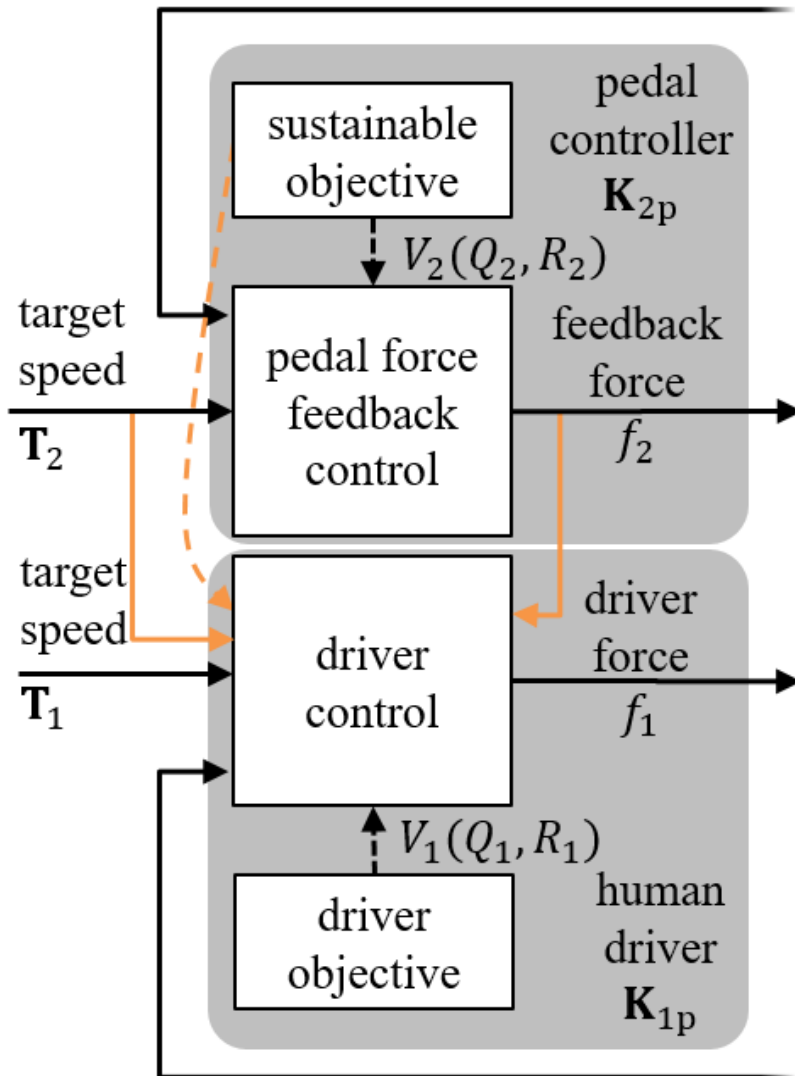 sustainable
objective
pedal
controller
K2p
V2(Q2, R2)
target
speed
T2
pedal force
feedback
control
feedback
force
f2
target
speed
T1
driver
control
driver
force
f1
V1(Q1, R1)
driver
objective
human
driver
K1p